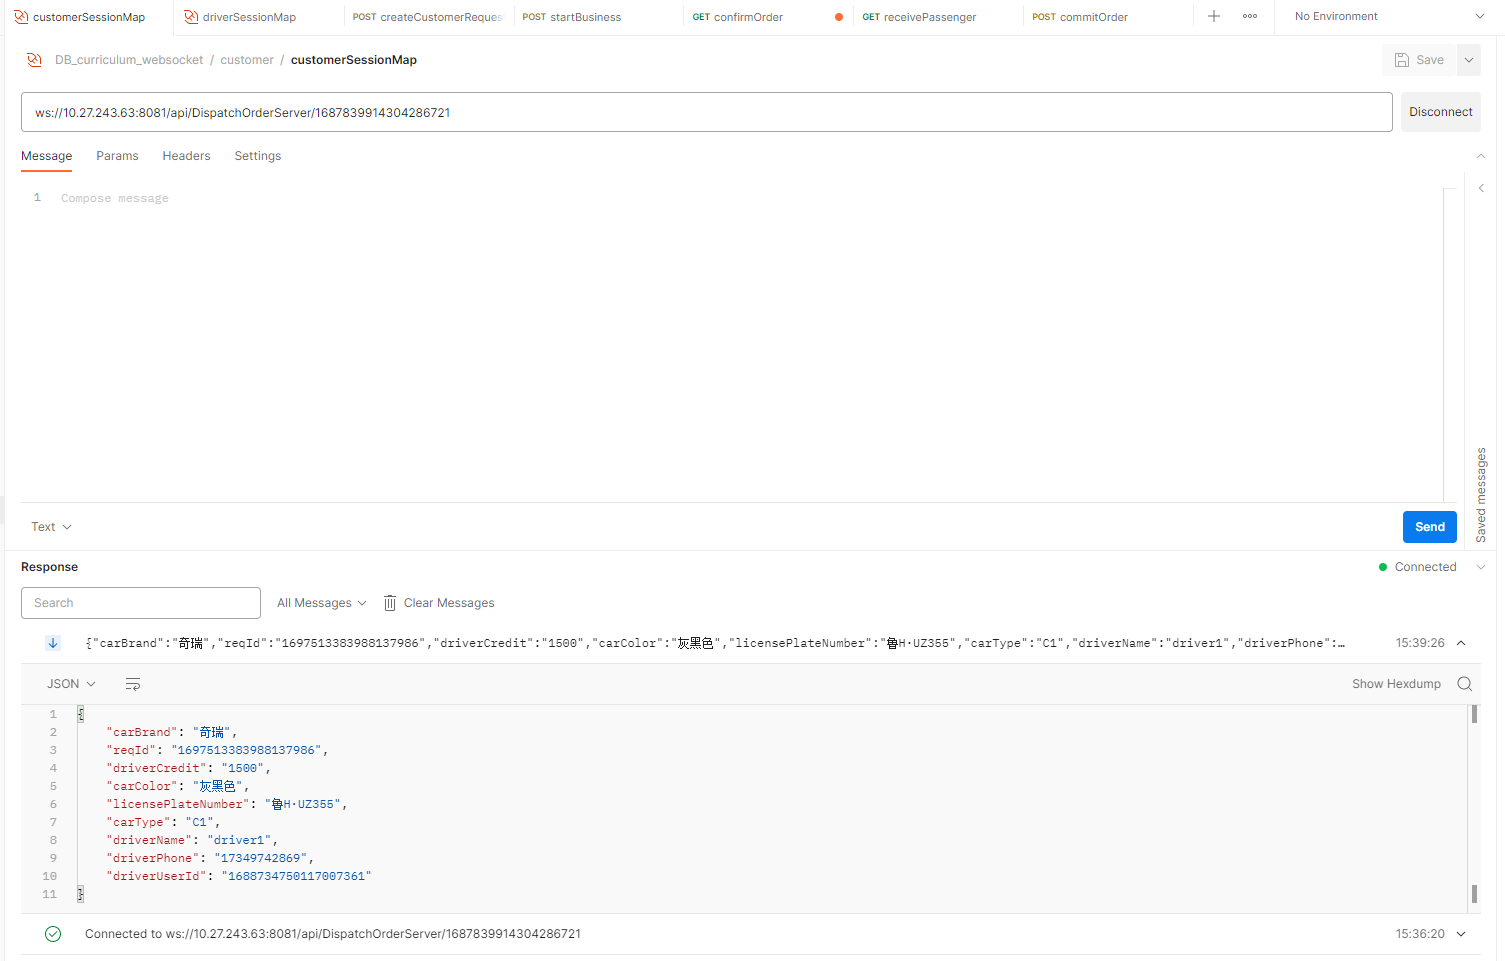 customerSessionMap driverSessionMap POST createCustomerReques POST startBusiness GET confirmOrder GET receivePassenger POST commitOrder No Environment
DB_curriculum_websocket / customer / customerSessionMap Save
ws://10.27.243.63:8081/api/DispatchOrderServer/1687839914304286721 Disconnect
Message Params Headers Settings
1 Compose message
Saved messages
Text Send
Response Connected
Search All Messages Clear Messages
{"carBrand":"奇瑞","reqId":"1697513383988137986","driverCredit":"1500","carColor":"灰黑色","licensePlateNumber":"鲁H·UZ355","carType":"C1","driverName":"driver1","driverPhone":… 15:39:26
JSON Show Hexdump
1 {
2 "carBrand": "奇瑞",
3 "reqId": "1697513383988137986",
4 "driverCredit": "1500",
5 "carColor": "灰黑色",
6 "licensePlateNumber": "鲁H·UZ355",
7 "carType": "C1",
8 "driverName": "driver1",
9 "driverPhone": "17349742869",
10 "driverUserId": "1688734750117007361"
11 }
Connected to ws://10.27.243.63:8081/api/DispatchOrderServer/1687839914304286721 15:36:20